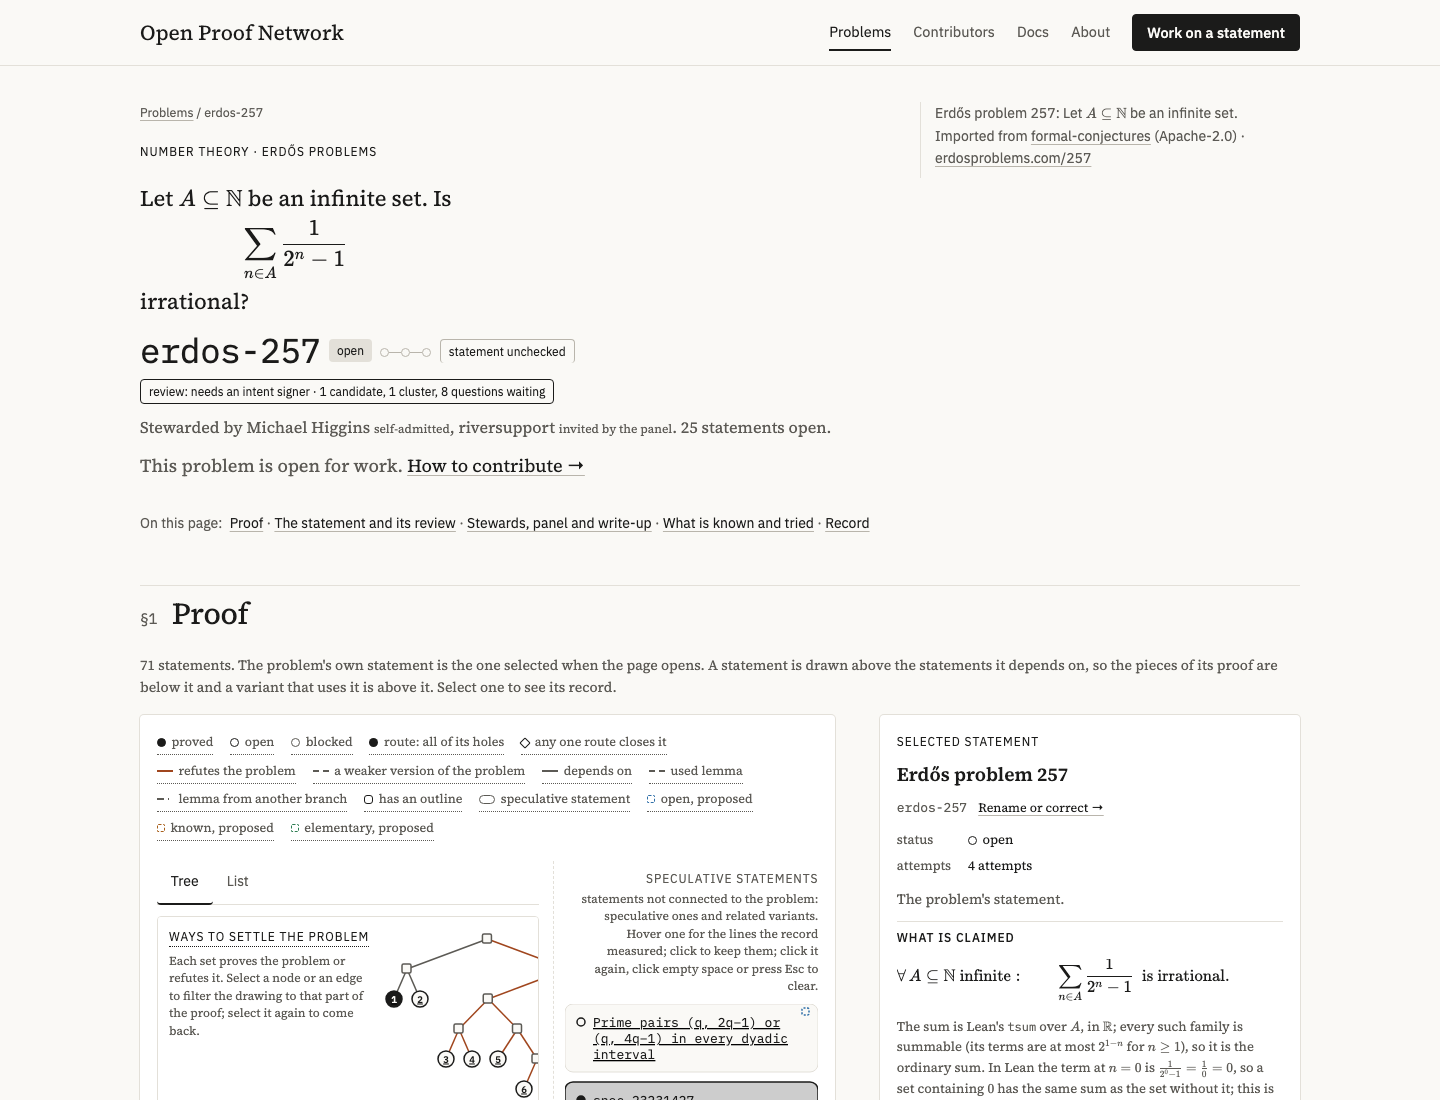 Open Proof Network
Problems
Contributors
Docs
About
Work on a statement
Problems / erdos-257
NUMBER THEORY · ERDŐS PROBLEMS
Let A ⊆ ℕ be an infinite set. Is
∑_{n∈A} 1/(2ⁿ − 1)
irrational?
erdos-257 open statement unchecked
review: needs an intent signer · 1 candidate, 1 cluster, 8 questions waiting
Stewarded by Michael Higgins self-admitted, riversupport invited by the panel. 25 statements open.
This problem is open for work. How to contribute →
On this page: Proof · The statement and its review · Stewards, panel and write-up · What is known and tried · Record
Erdős problem 257: Let A ⊆ ℕ be an infinite set.
Imported from formal-conjectures (Apache-2.0) ·
erdosproblems.com/257
§1 Proof
71 statements. The problem's own statement is the one selected when the page opens. A statement is drawn above the statements it depends on, so the pieces of its proof are
below it and a variant that uses it is above it. Select one to see its record.
proved open blocked route: all of its holes any one route closes it
refutes the problem a weaker version of the problem depends on used lemma
lemma from another branch has an outline speculative statement open, proposed
known, proposed elementary, proposed
Tree List
WAYS TO SETTLE THE PROBLEM
Each set proves the problem or
refutes it. Select a node or an edge
to filter the drawing to that part of
the proof; select it again to come
back.
1 2
3 4 5
6
SPECULATIVE STATEMENTS
statements not connected to the problem:
speculative ones and related variants.
Hover one for the lines the record
measured; click to keep them; click it
again, click empty space or press Esc to
clear.
Prime pairs (q, 2q−1) or
(q, 4q−1) in every dyadic
interval
SELECTED STATEMENT
Erdős problem 257
erdos-257 Rename or correct →
status open
attempts 4 attempts
The problem's statement.
WHAT IS CLAIMED
∀ A ⊆ ℕ infinite : ∑_{n∈A} 1/(2ⁿ − 1) is irrational.
The sum is Lean's tsum over A, in ℝ; every such family is
summable (its terms are at most 2^{1−n} for n ≥ 1), so it is the
ordinary sum. In Lean the term at n = 0 is 1/(2⁰−1) = 1/0 = 0, so a
set containing 0 has the same sum as the set without it; this is